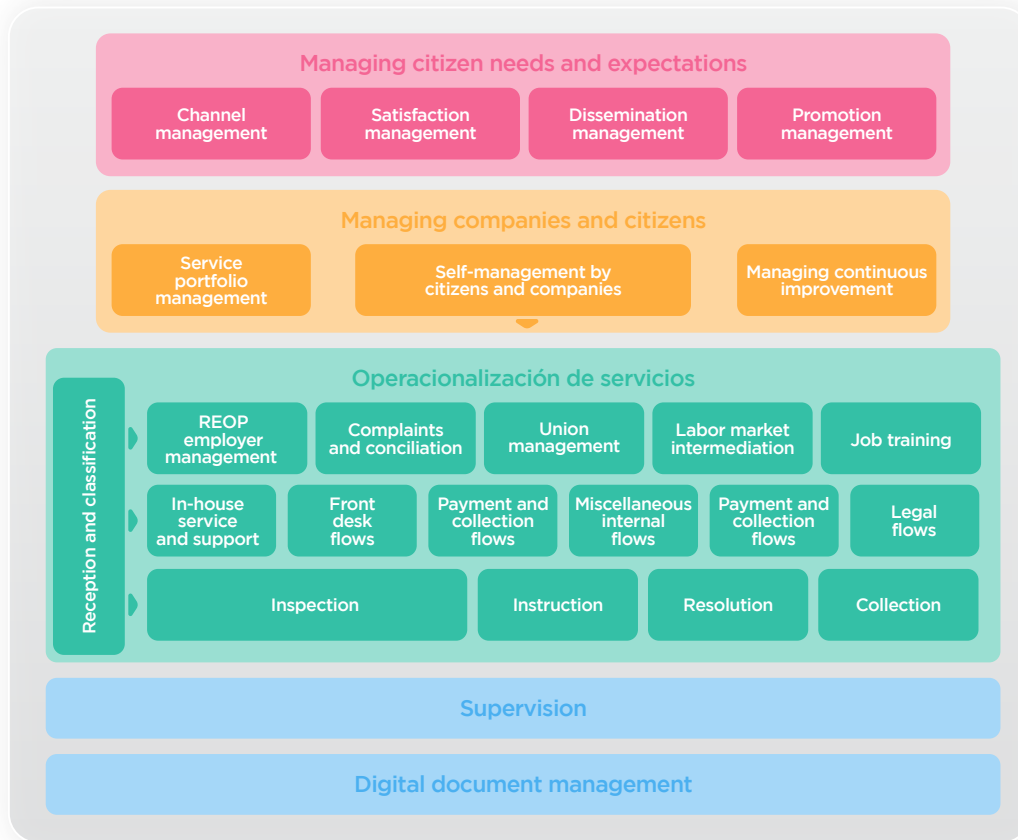 Managing citizen needs and expectations
Channel
management
Satisfaction
management
Dissemination
management
Promotion
management
Managing companies and citizens
Service
portfolio
management
Self-management by
citizens and companies
Managing continuous
improvement
Operacionalización de servicios
Reception and classification
REOP
employer
management
Complaints
and conciliation
Union
management
Labor market
intermediation
Job training
In-house
service
and support
Front
desk
flows
Payment and
collection
flows
Miscellaneous
internal
flows
Payment and
collection
flows
Legal
flows
Inspection
Instruction
Resolution
Collection
Supervision
Digital document management